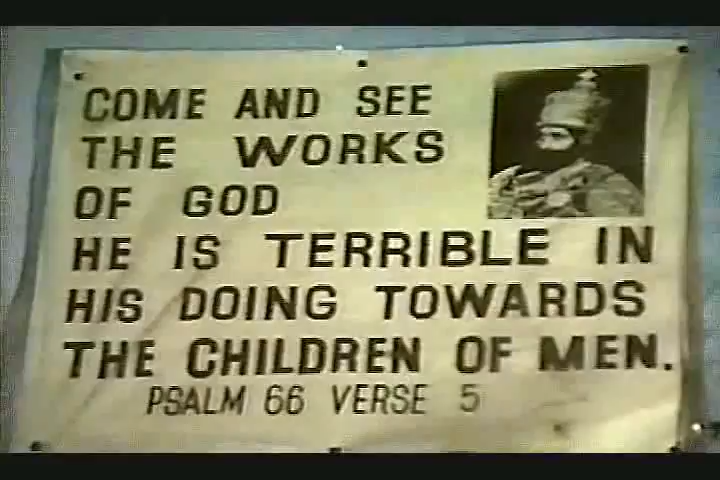 COME AND SEE
THE WORKS
OF GOD
HE IS TERRIBLE IN
HIS DOING TOWARDS
THE CHILDREN OF MEN.
PSALM 66 VERSE 5